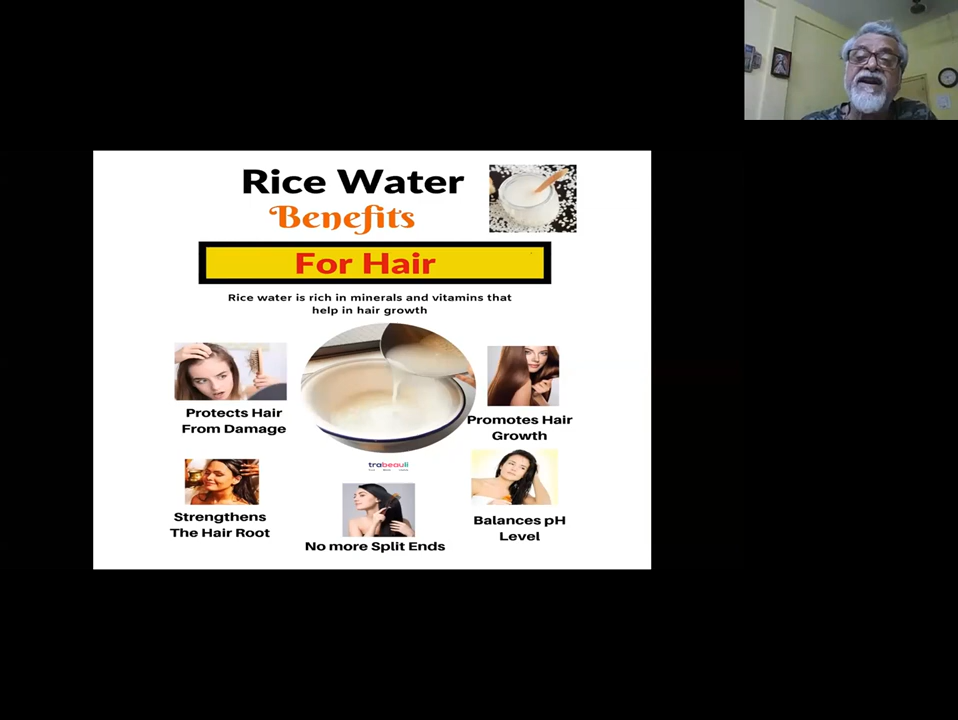 Rice Water
Benefits
For Hair
Rice water is rich in minerals and vitamins that
help in hair growth
Protects Hair
From Damage
Promotes Hair
Growth
trabeauli
Strengthens
The Hair Root
No more Split Ends
Balances pH
Level